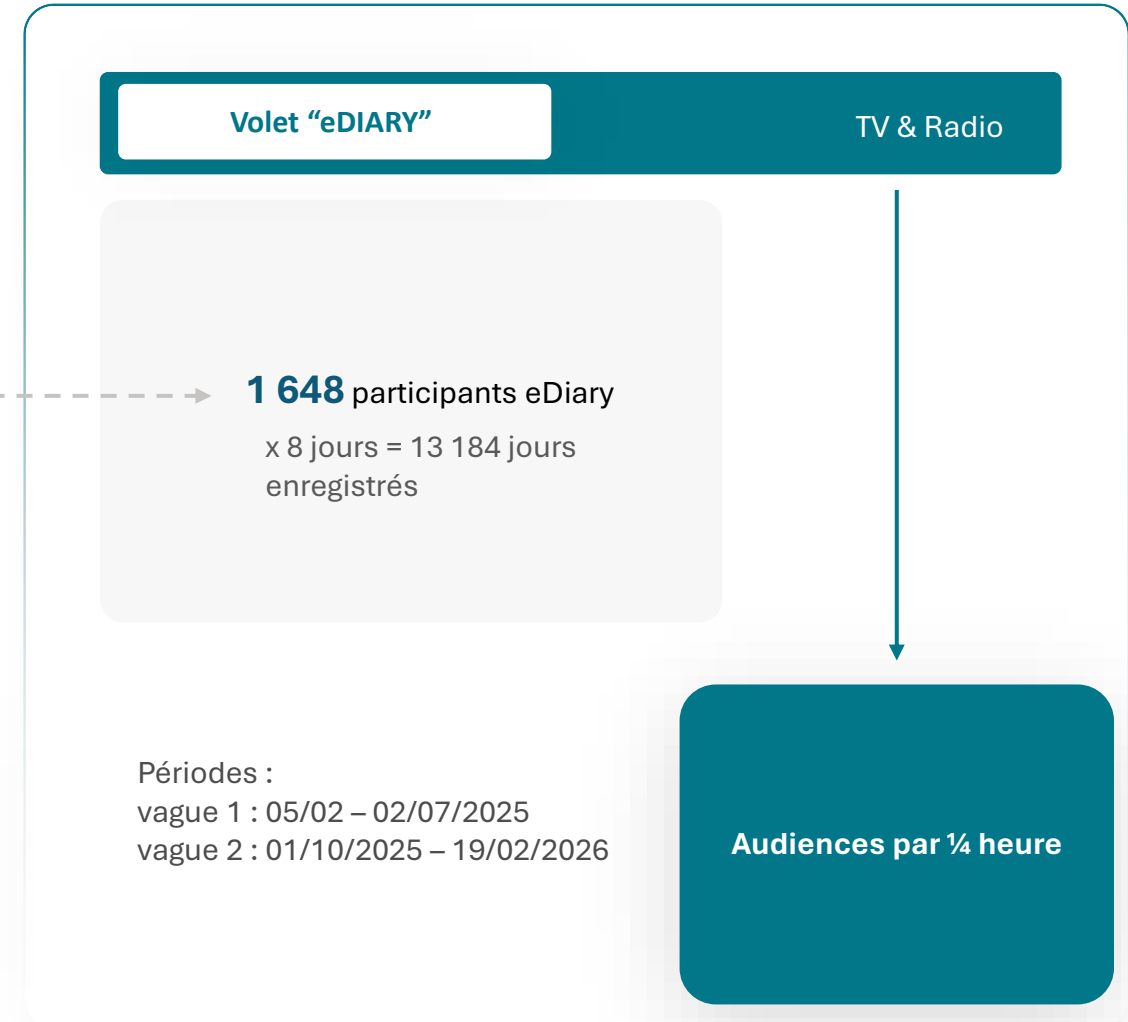 Volet “eDIARY”
TV & Radio
1 648 participants eDiary
x 8 jours = 13 184 jours
enregistrés
Périodes :
vague 1 : 05/02 – 02/07/2025
vague 2 : 01/10/2025 – 19/02/2026
Audiences par ¼ heure